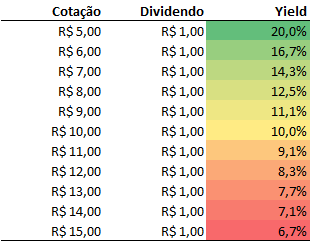 Cotação Dividendo Yield
R$ 5,00 R$ 1,00 20,0%
R$ 6,00 R$ 1,00 16,7%
R$ 7,00 R$ 1,00 14,3%
R$ 8,00 R$ 1,00 12,5%
R$ 9,00 R$ 1,00 11,1%
R$ 10,00 R$ 1,00 10,0%
R$ 11,00 R$ 1,00 9,1%
R$ 12,00 R$ 1,00 8,3%
R$ 13,00 R$ 1,00 7,7%
R$ 14,00 R$ 1,00 7,1%
R$ 15,00 R$ 1,00 6,7%